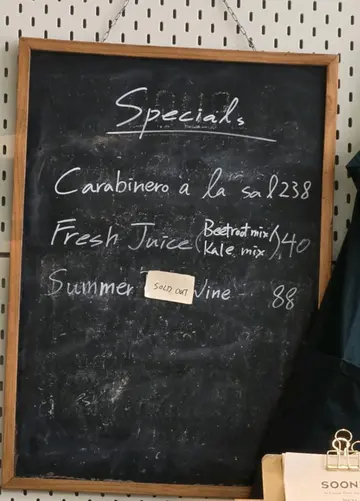 Specials
Carabinero a la sal 238
Fresh Juice (Beetroot mix
Kale mix) 40
Summer SOLD OUT Wine - 88
SOON